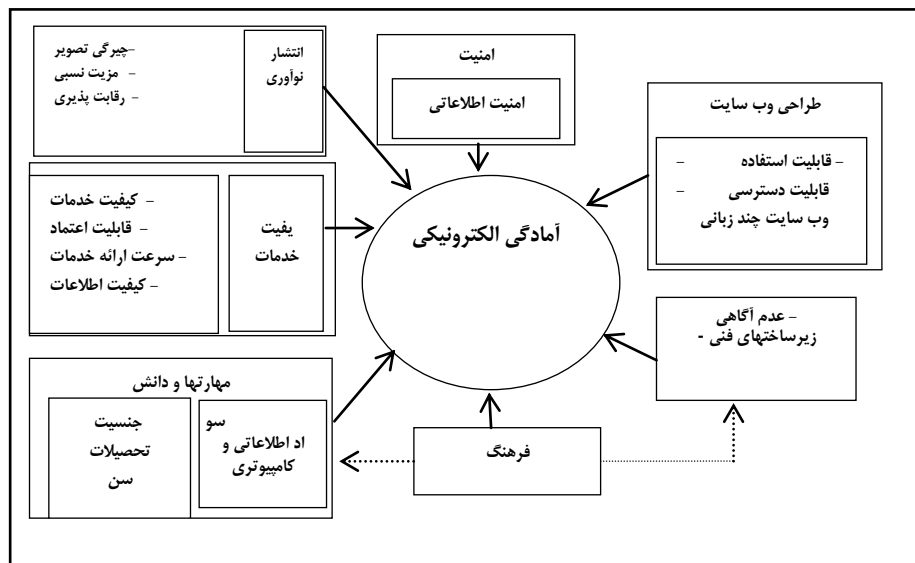 امنیت
امنیت اطلاعاتی
انتشار
نوآوری
–چیرگی تصویر
– مزیت نسبی
– رقابت پذیری
طراحی وب سایت
– قابلیت استفاده –
قابلیت دسترسی –
وب سایت چند زبانی
یفیت
خدمات
– کیفیت خدمات
– قابلیت اعتماد
– سرعت ارائه خدمات
– کیفیت اطلاعات
آمادگی الکترونیکی
– عدم آگاهی
زیرساختهای فنی -
مهارتها و دانش
سو
اد اطلاعاتی و
کامپیوتری
جنسیت
تحصیلات
سن
فرهنگ